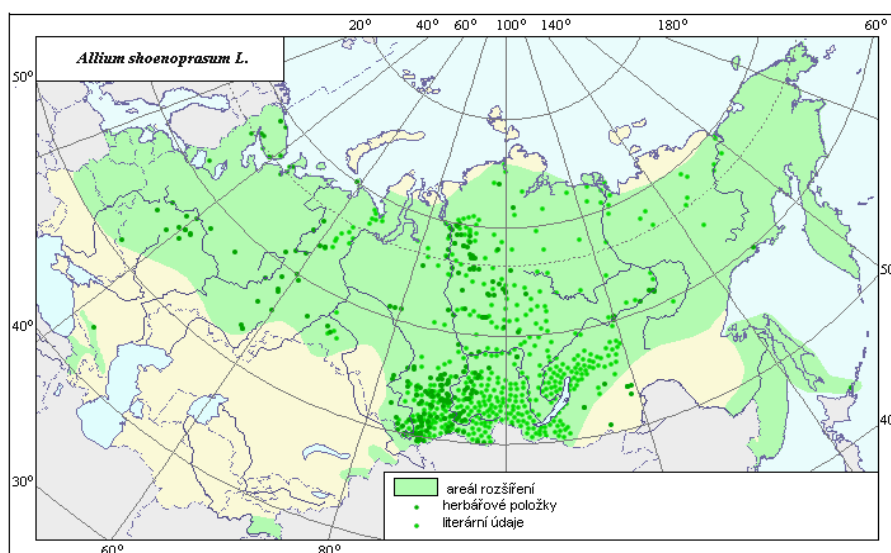 20° 40° 60° 100° 140° 180° 60°
Allium shoenoprasum L.
50°
40°
30°
50°
40°
areál rozšíření
herbářové položky
literární údaje
60° 80°